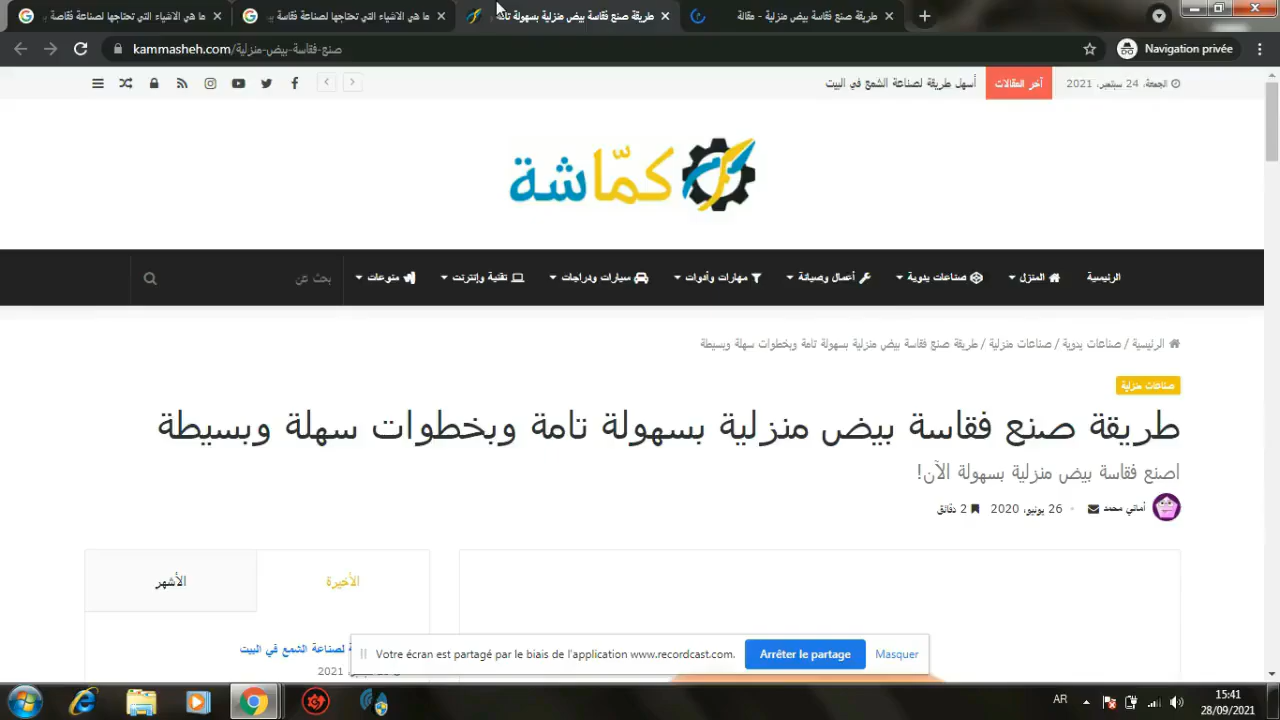 ما هي الأشياء التي تحتاجها لصناعة فقاسة
ما هي الأشياء التي تحتاجها لصناعة فقاسة
طريقة صنع فقاسة بيض منزلية بسهولة تامة
طريقة صنع فقاسة بيض منزلية - مقالة
kammasheh.com/صنع-فقاسة-بيض-منزلية
Navigation privée
الجمعة، 24 سبتمبر، 2021
آخر المقالات
أسهل طريقة لصناعة الشمع في البيت
كمّاشة
الرئيسية
المنزل
صناعات يدوية
أعمال وصيانة
مهارات وأدوات
سيارات ودراجات
تقنية وإنترنت
منوعات
بحث عن
الرئيسية / صناعات يدوية / صناعات منزلية / طريقة صنع فقاسة بيض منزلية بسهولة تامة وبخطوات سهلة وبسيطة
صناعات منزلية
طريقة صنع فقاسة بيض منزلية بسهولة تامة وبخطوات سهلة وبسيطة
اصنع فقاسة بيض منزلية بسهولة الآن!
أماني محمد
26 يونيو، 2020
2 دقائق
الأخيرة
الأشهر
لصناعة الشمع في البيت
2021
Votre écran est partagé par le biais de l'application www.recordcast.com.
Arrêter le partage
Masquer
AR
15:41
28/09/2021